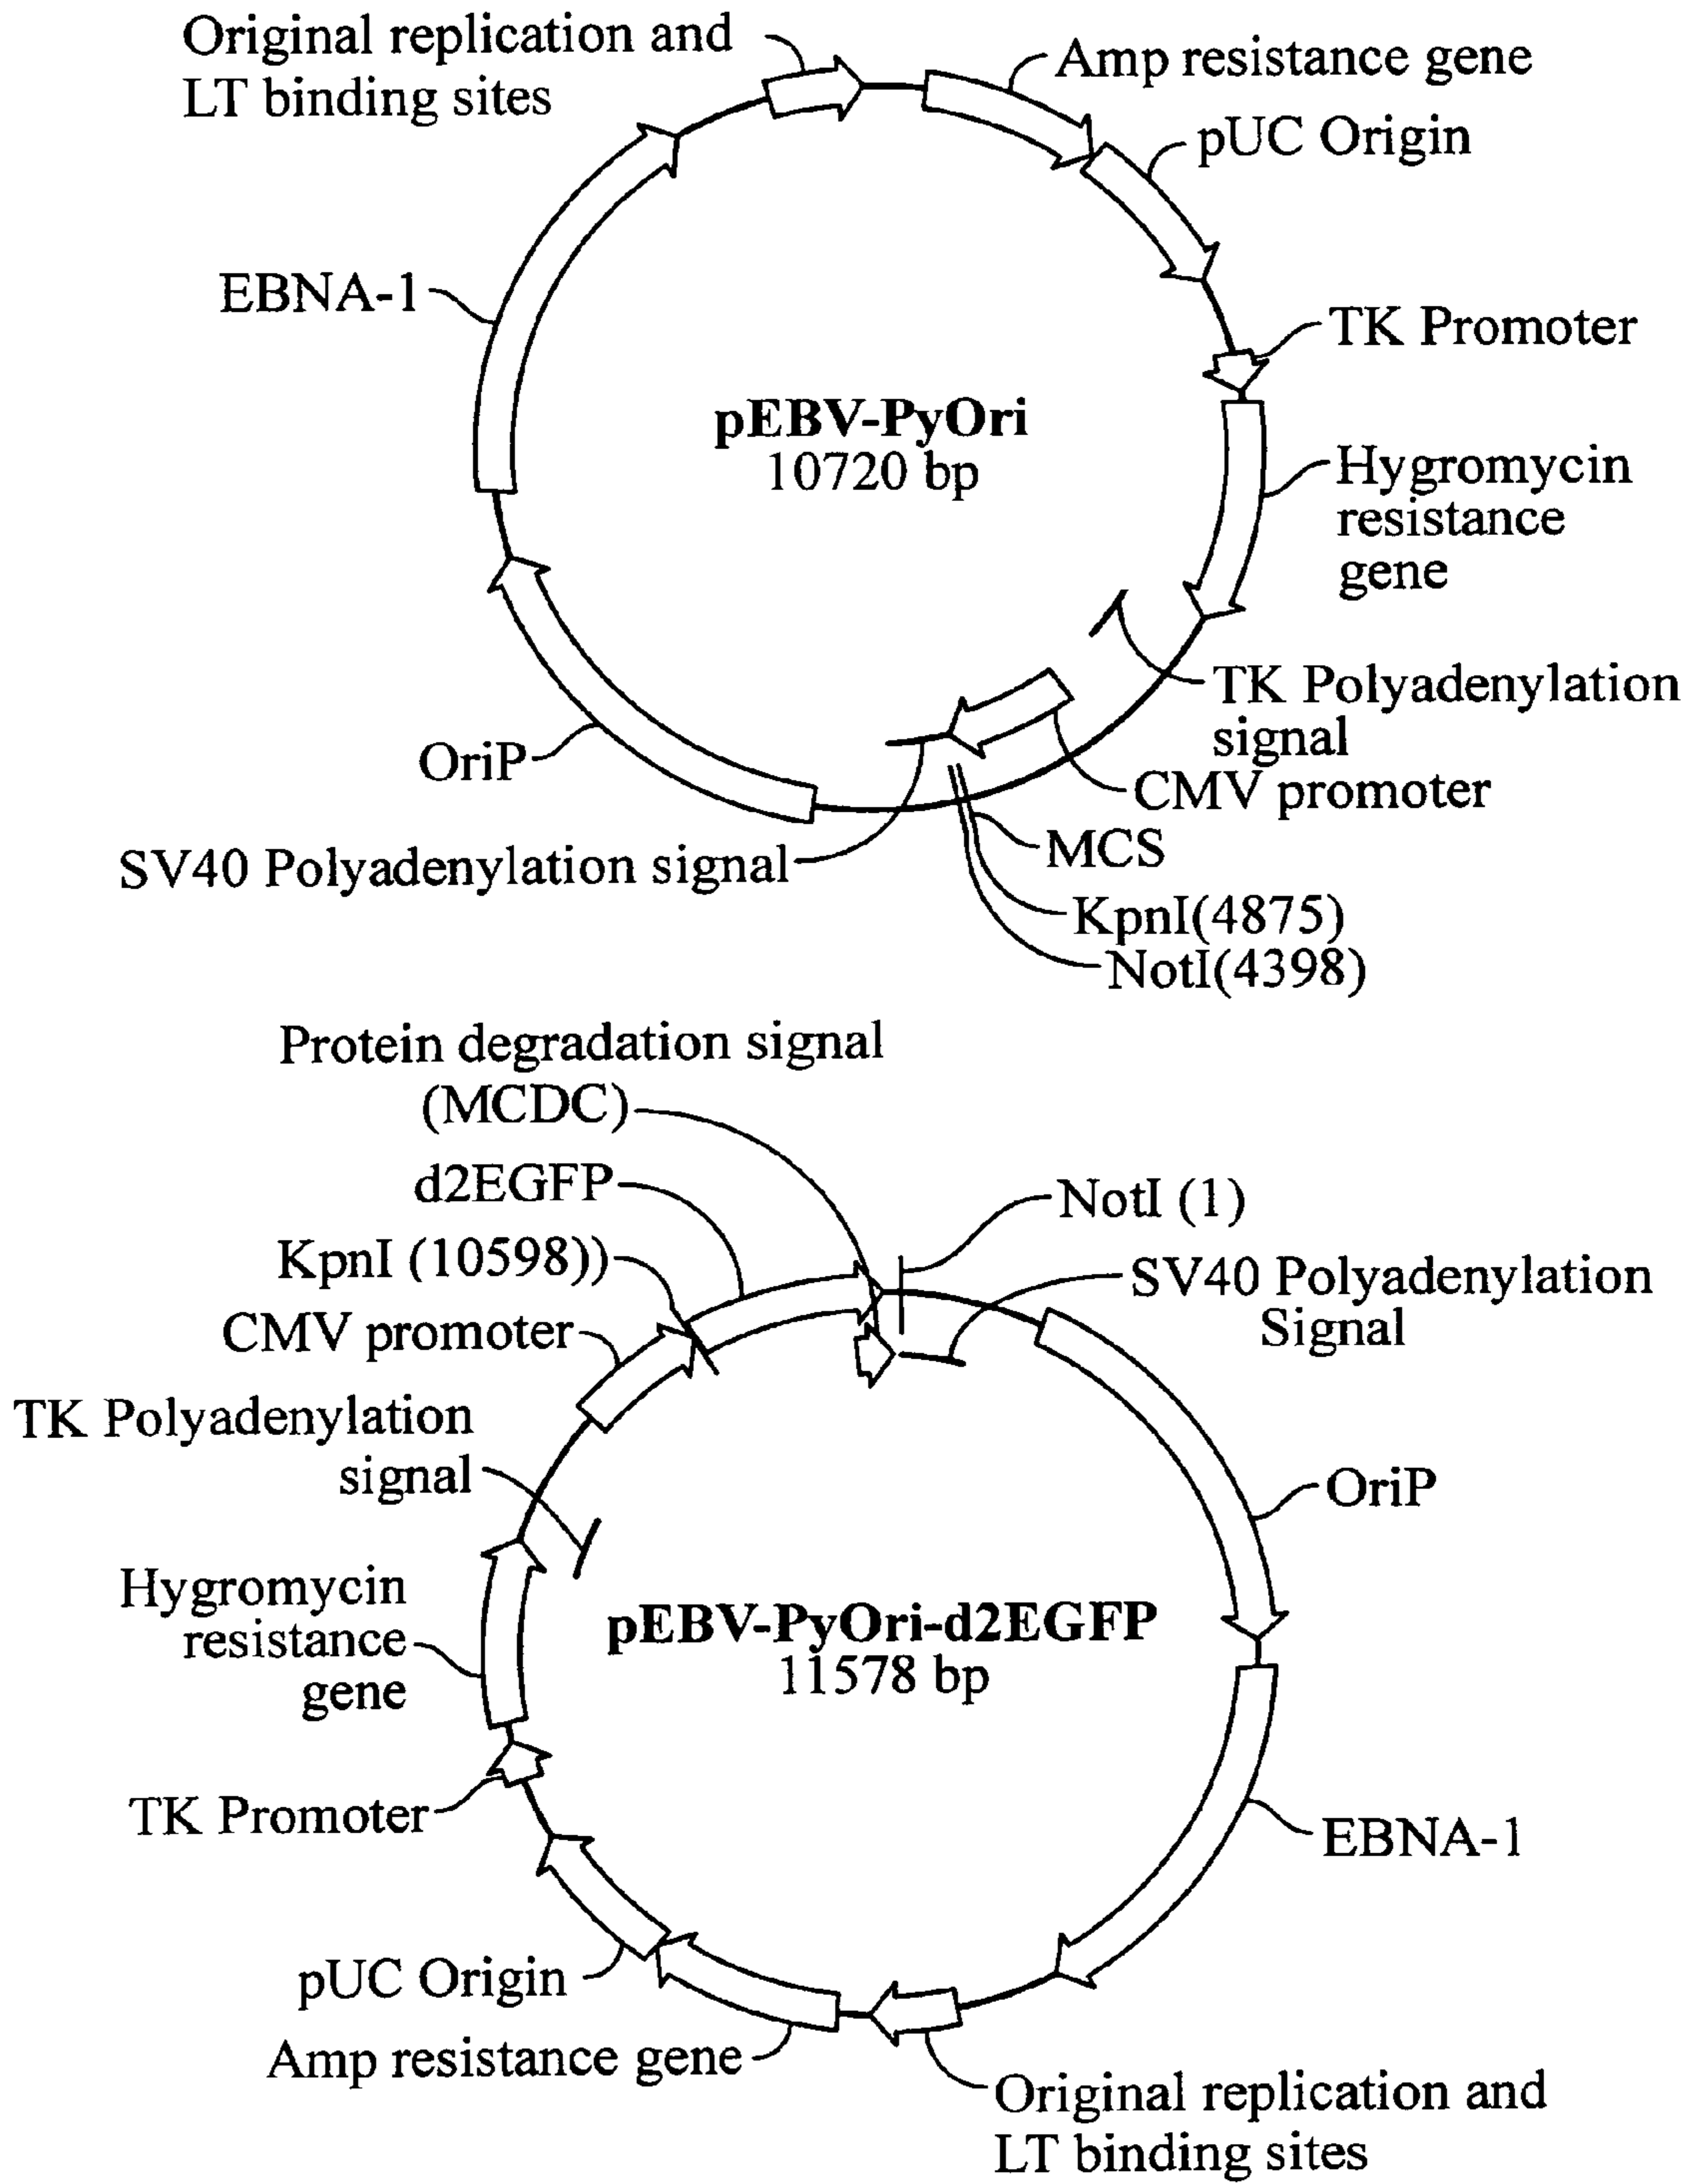 Original replication and
LT binding sites
Amp resistance gene
pUC Origin
EBNA-1
TK Promoter
pEBV-PyOri
10720 bp
Hygromycin
resistance
gene
TK Polyadenylation
signal
OriP
CMV promoter
MCS
SV40 Polyadenylation signal
KpnI(4875)
NotI(4398)
Protein degradation signal
(MCDC)
d2EGFP
NotI (1)
KpnI (10598))
SV40 Polyadenylation
Signal
CMV promoter
TK Polyadenylation
signal
OriP
Hygromycin
resistance
gene
pEBV-PyOri-d2EGFP
11578 bp
TK Promoter
EBNA-1
pUC Origin
Amp resistance gene
Original replication and
LT binding sites